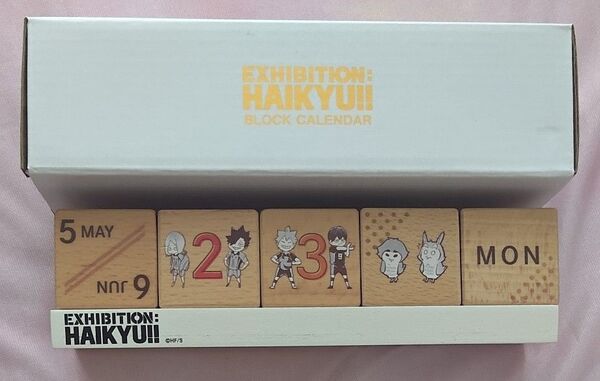 EXHIBITION:
HAIKYU!!
BLOCK CALENDAR
5 MAY
6 JUN
2
3
MON
EXHIBITION:
HAIKYU!!
©HF/S